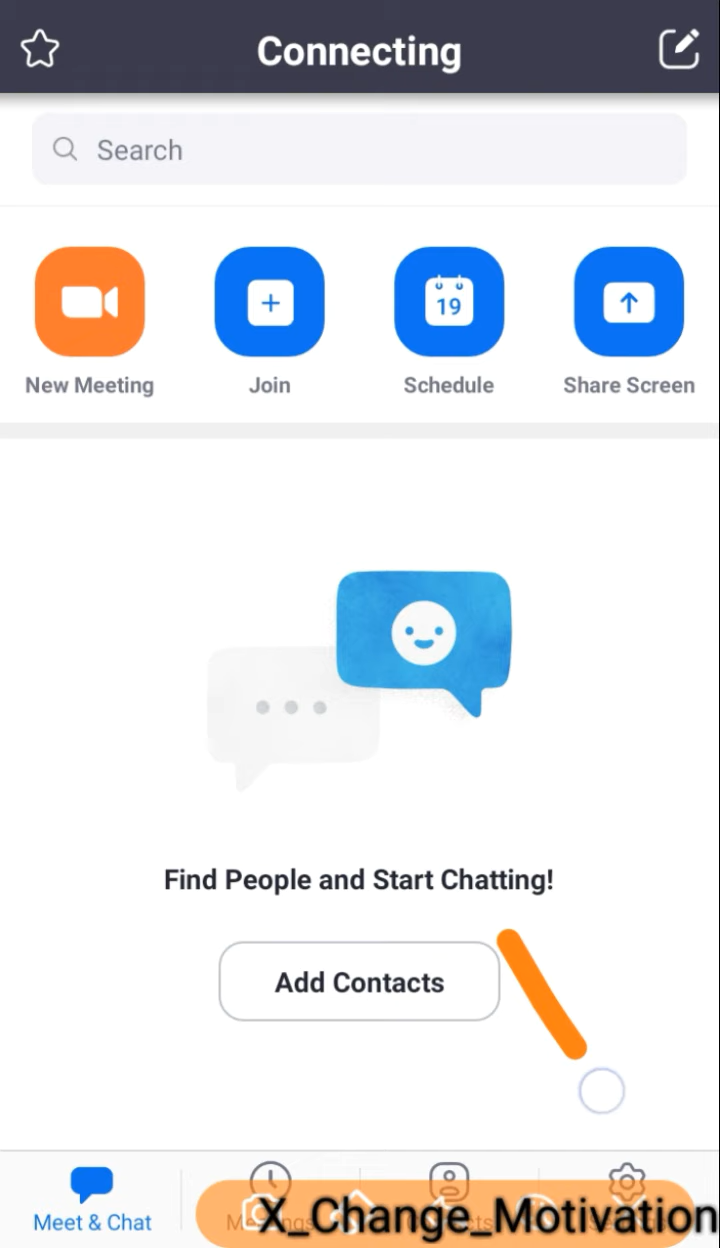 Connecting
Search
19
New Meeting
Join
Schedule
Share Screen
Find People and Start Chatting!
Add Contacts
Meet & Chat
X_Change_Motivation